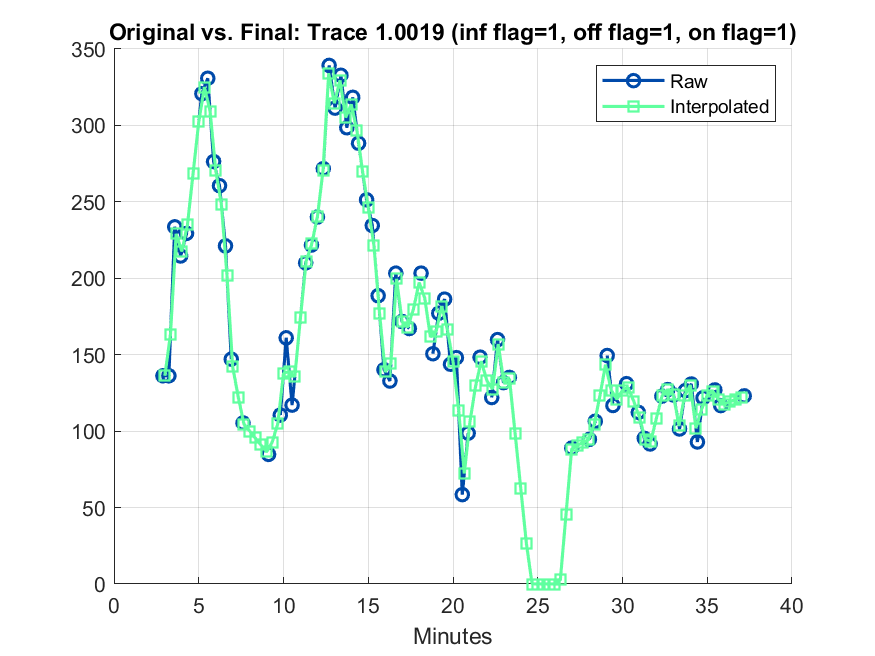 Original vs. Final: Trace 1.0019 (inf flag=1, off flag=1, on flag=1)
350
300
250
200
150
100
50
0
Raw
Interpolated
0 5 10 15 20 25 30 35 40
Minutes